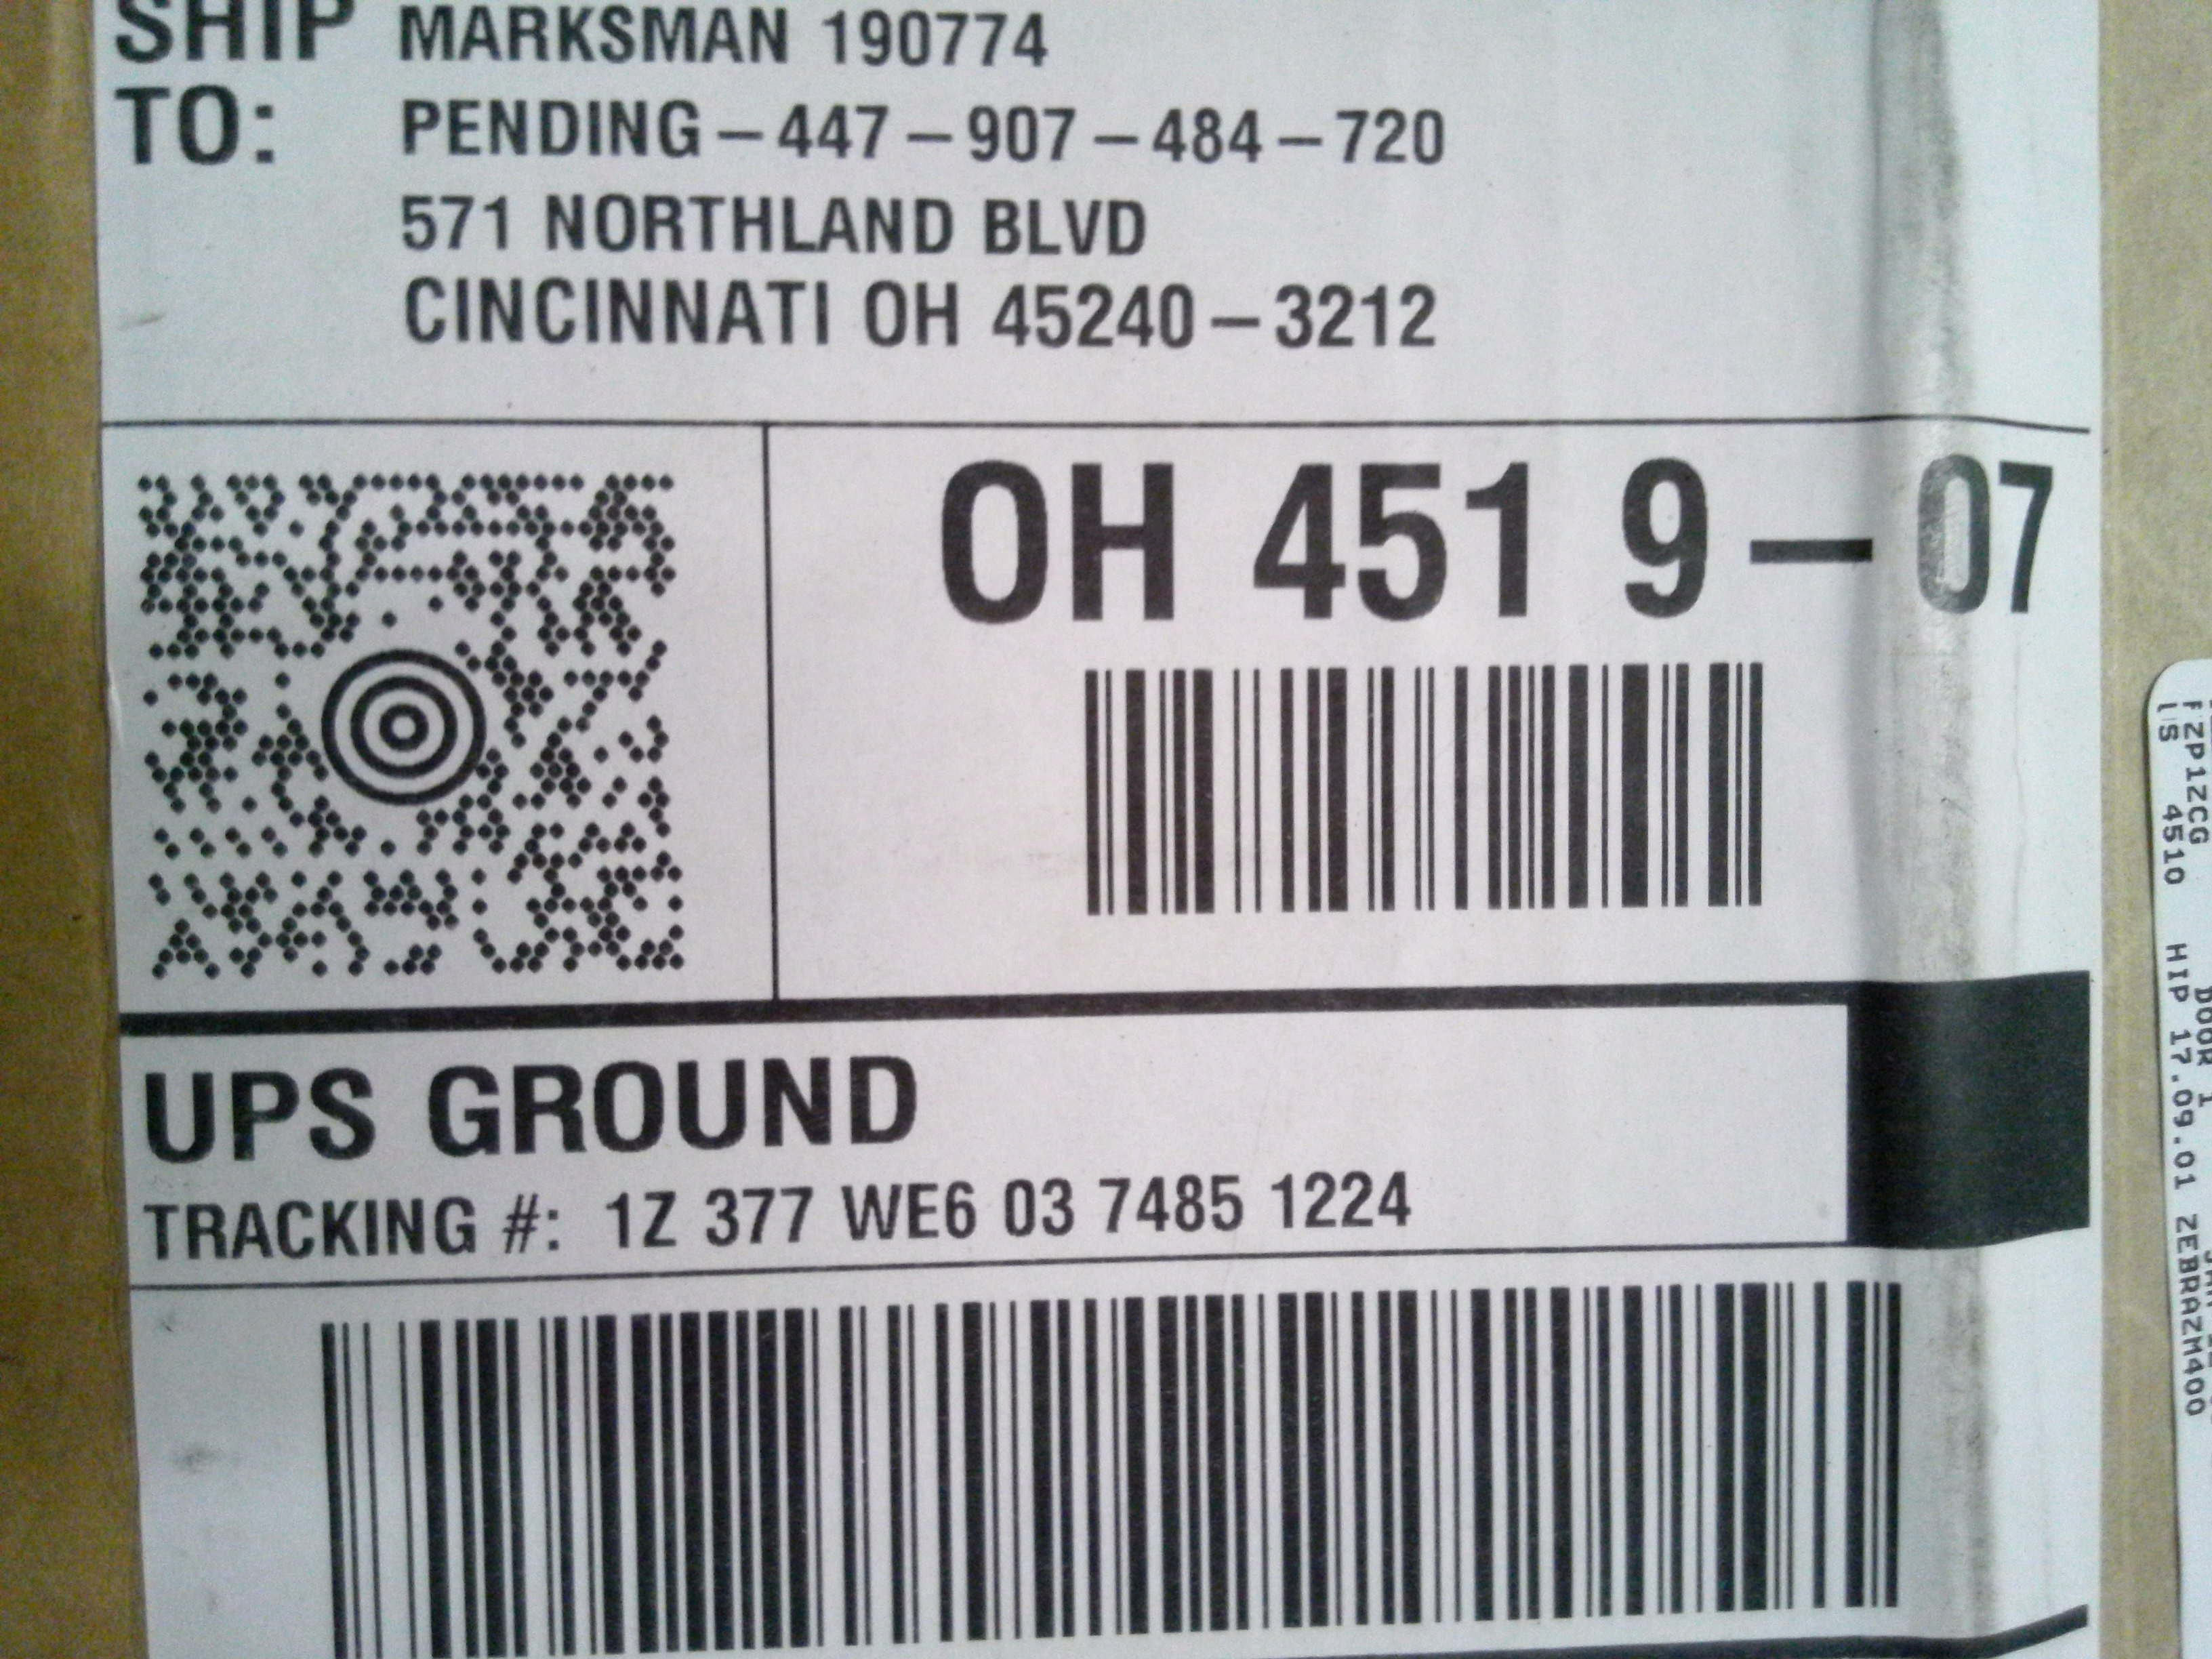 SHIP MARKSMAN 190774
TO: PENDING-447-907-484-720
571 NORTHLAND BLVD
CINCINNATI OH 45240-3212
OH 451 9-07
UPS GROUND
TRACKING #: 1Z 377 WE6 03 7485 1224
FZP12CG DOOR 1
US 4510 HIP 17.09.01 ZEBRAZM400